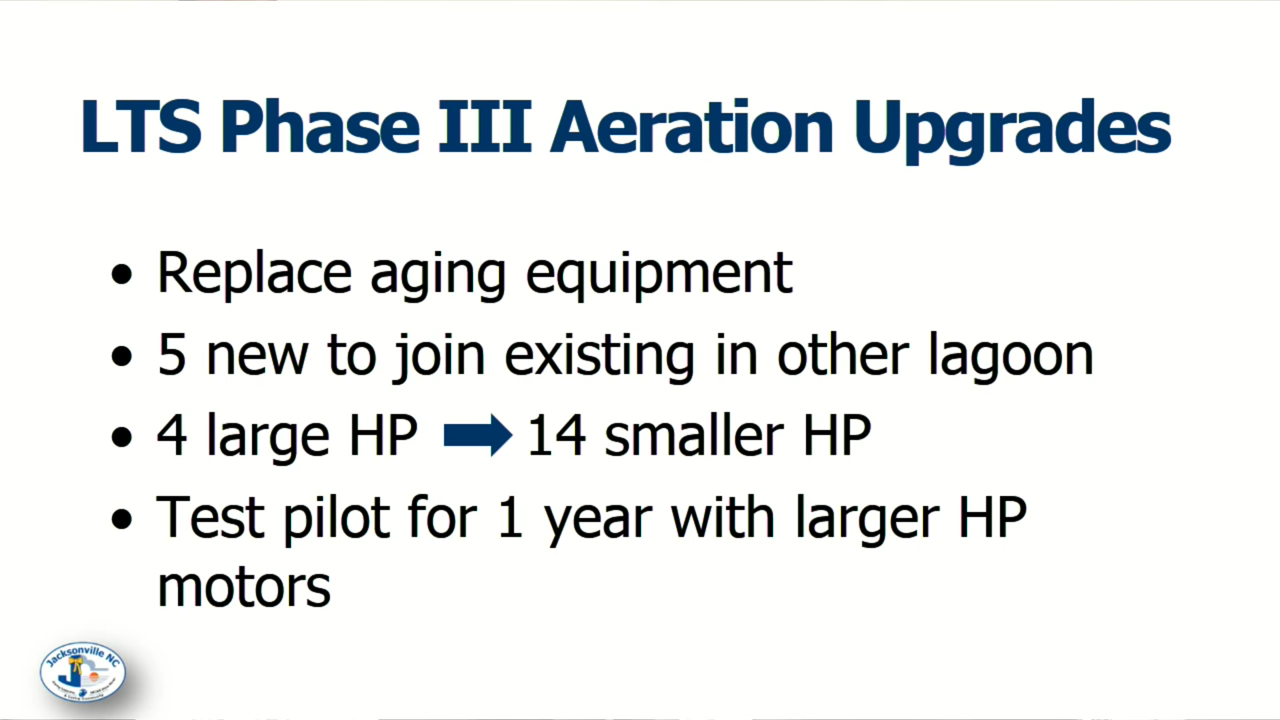 LTS Phase III Aeration Upgrades
• Replace aging equipment
• 5 new to join existing in other lagoon
• 4 large HP 14 smaller HP
• Test pilot for 1 year with larger HP
motors
Jacksonville NC